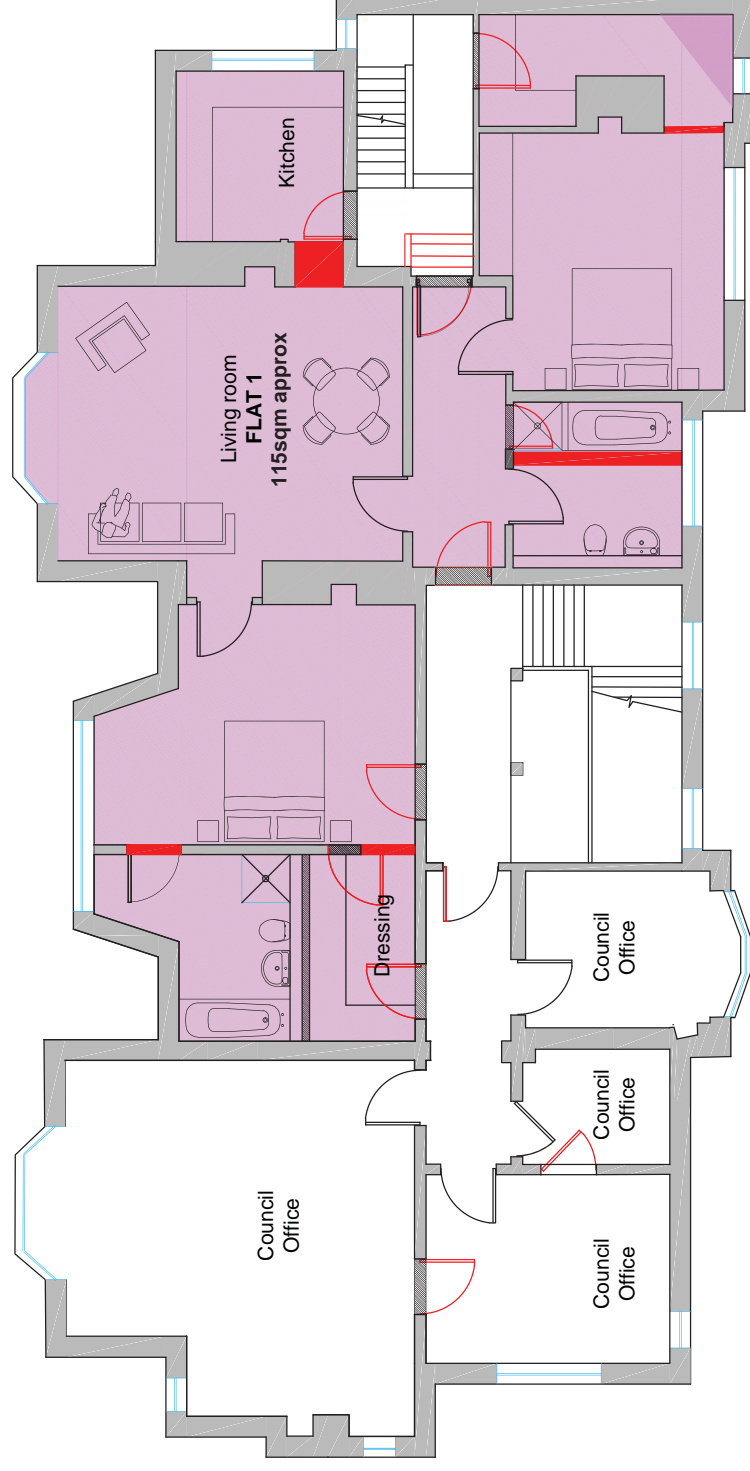 Kitchen
Living room
FLAT 1
115sqm approx
Dressing
Council
Office
Council
Office
Council
Office
Council
Office